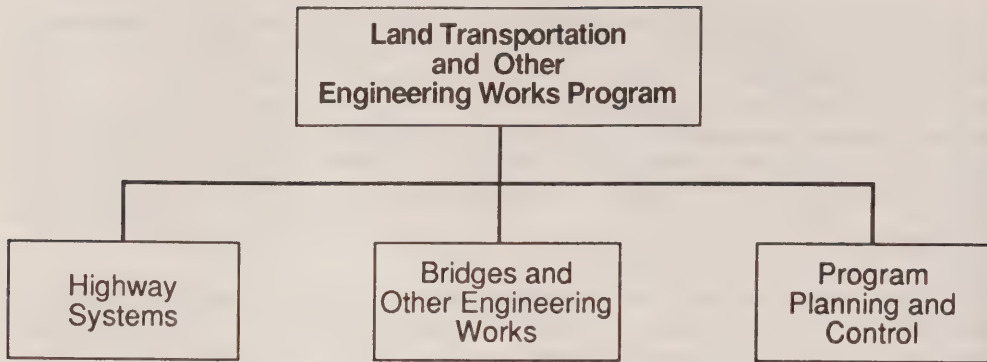 Land Transportation
and Other
Engineering Works Program
Highway
Systems
Bridges and
Other Engineering
Works
Program
Planning and
Control